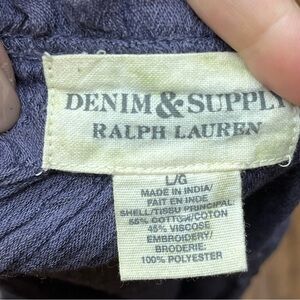 DENIM & SUPPLY
RALPH LAUREN
L/G
MADE IN INDIA/
FAIT EN INDE
SHELL/TISSU PRINCIPAL:
55% COTTON/COTON
45% VISCOSE
EMBROIDERY/
BRODERIE:
100% POLYESTER